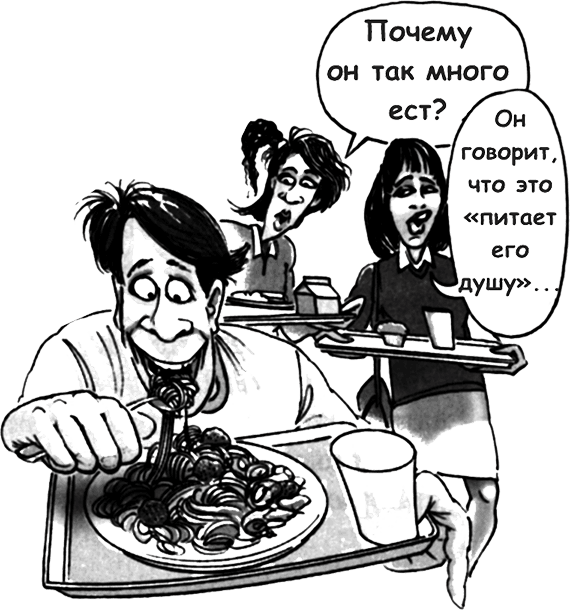 Почему
он так много
ест?
Он
говорит,
что это
«питает
его
душу»...